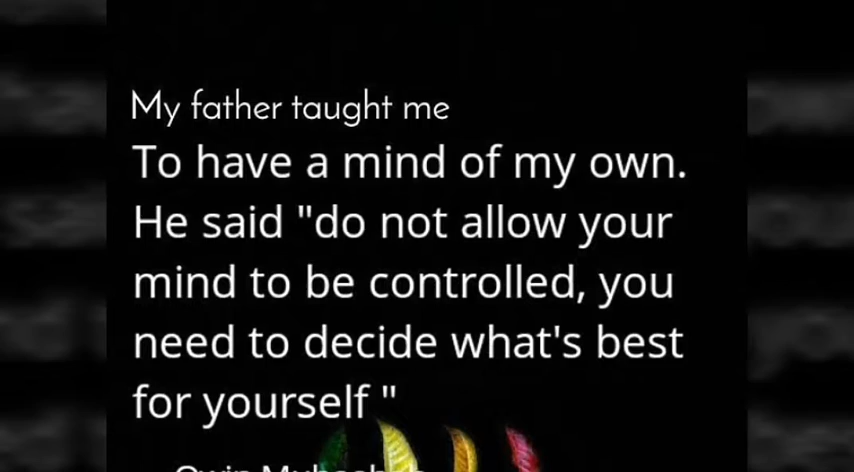 My father taught me
To have a mind of my own.
He said "do not allow your
mind to be controlled, you
need to decide what's best
for yourself "